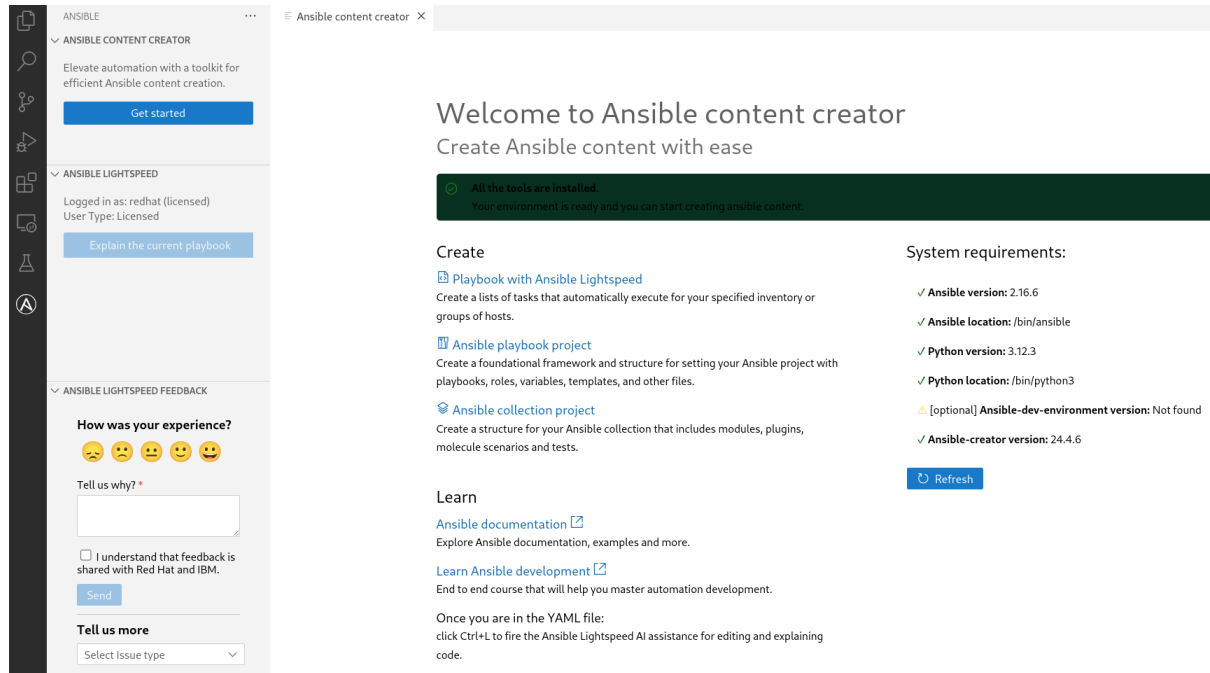 ANSIBLE
ANSIBLE CONTENT CREATOR
Elevate automation with a toolkit for
efficient Ansible content creation.
Get started
ANSIBLE LIGHTSPEED
Logged in as: redhat (licensed)
User Type: Licensed
Explain the current playbook
ANSIBLE LIGHTSPEED FEEDBACK
How was your experience?
Tell us why? *
I understand that feedback is
shared with Red Hat and IBM.
Send
Tell us more
Select Issue type
Ansible content creator
Welcome to Ansible content creator
Create Ansible content with ease
All the tools are installed.
Your environment is ready and you can start creating ansible content.
Create
Playbook with Ansible Lightspeed
Create a lists of tasks that automatically execute for your specified inventory or
groups of hosts.
Ansible playbook project
Create a foundational framework and structure for setting your Ansible project with
playbooks, roles, variables, templates, and other files.
Ansible collection project
Create a structure for your Ansible collection that includes modules, plugins,
molecule scenarios and tests.
Learn
Ansible documentation
Explore Ansible documentation, examples and more.
Learn Ansible development
End to end course that will help you master automation development.
Once you are in the YAML file:
click Ctrl+L to fire the Ansible Lightspeed AI assistance for editing and explaining
code.
System requirements:
✓ Ansible version: 2.16.6
✓ Ansible location: /bin/ansible
✓ Python version: 3.12.3
✓ Python location: /bin/python3
⚠ [optional] Ansible-dev-environment version: Not found
✓ Ansible-creator version: 24.4.6
Refresh